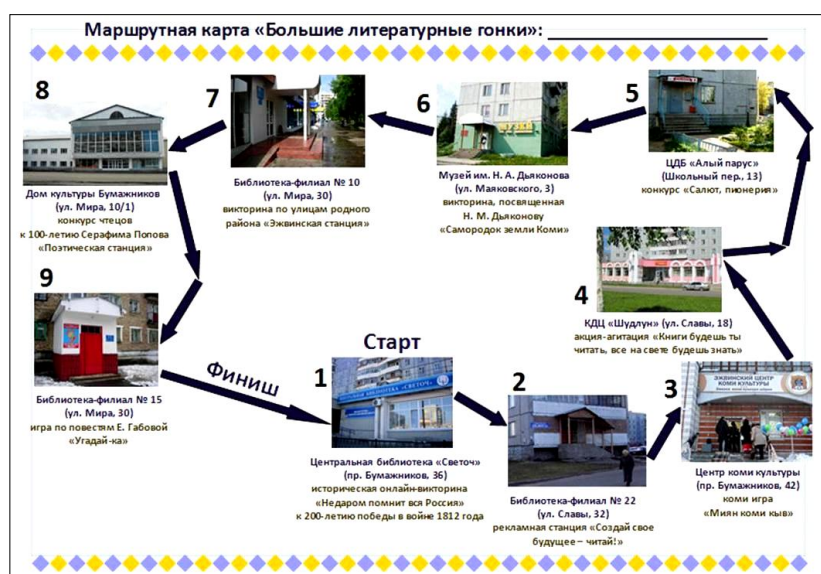 Маршрутная карта «Большие литературные гонки»:
8
Дом культуры Бумажников
(ул. Мира, 10/1)
конкурс чтецов
к 100-летию Серафима Попова
«Поэтическая станция»
7
Библиотека-филиал № 10
(ул. Мира, 30)
викторина по улицам родного
района «Эжвинская станция»
6
Музей им. Н. А. Дьяконова
(ул. Маяковского, 3)
викторина, посвященная
Н. М. Дьяконову
«Самородок земли Коми»
5
ЦДБ «Алый парус»
(Школьный пер., 13)
конкурс «Салют, пионерия»
9
Библиотека-филиал № 15
(ул. Мира, 30)
игра по повестям Е. Габовой
«Угадай-ка»
ФИНИШ
Старт
1
ЦЕНТРАЛЬНАЯ БИБЛИОТЕКА «СВЕТОЧ»
Центральная библиотека «Светоч»
(пр. Бумажников, 36)
историческая онлайн-викторина
«Недаром помнит вся Россия»
к 200-летию победы в войне 1812 года
2
Библиотека-филиал № 22
(ул. Славы, 32)
рекламная станция «Создай свое
будущее – читай!»
4
КДЦ «Шудлун» (ул. Славы, 18)
акция-агитация «Книги будешь ты
читать, все на свете будешь знать»
3
ЭЖВИНСКИЙ ЦЕНТР
КОМИ КУЛЬТУРЫ
Центр коми культуры
(пр. Бумажников, 42)
коми игра
«Миян коми кыв»